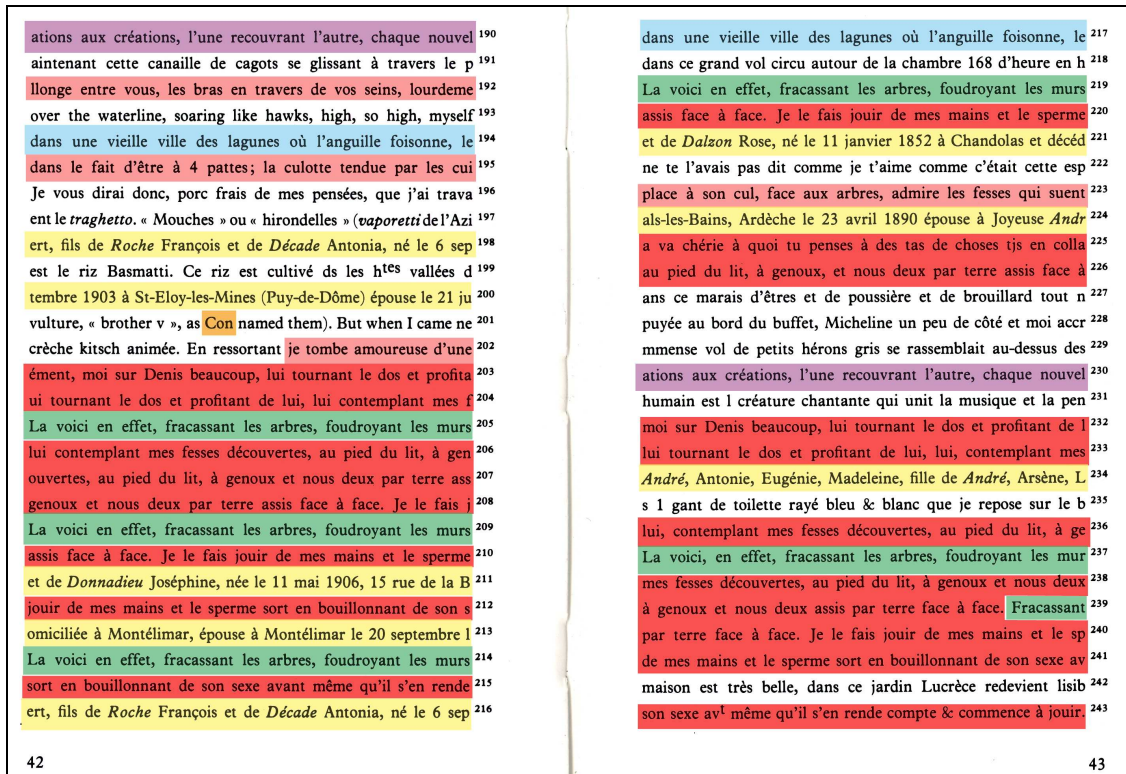 ations aux créations, l'une recouvrant l'autre, chaque nouvel 190
aintenant cette canaille de cagots se glissant à travers le p 191
llonge entre vous, les bras en travers de vos seins, lourdeme 192
over the waterline, soaring like hawks, high, so high, myself 193
dans une vieille ville des lagunes où l'anguille foisonne, le 194
dans le fait d'être à 4 pattes; la culotte tendue par les cui 195
Je vous dirai donc, porc frais de mes pensées, que j'ai trava 196
ent le traghetto. « Mouches » ou « hirondelles » (vaporetti de l'Azi 197
ert, fils de Roche François et de Décade Antonia, né le 6 sep 198
est le riz Basmatti. Ce riz est cultivé ds les htes vallées d 199
tembre 1903 à St-Eloy-les-Mines (Puy-de-Dôme) épouse le 21 ju 200
vulture, « brother v », as Con named them). But when I came ne 201
crèche kitsch animée. En ressortant je tombe amoureuse d'une 202
ément, moi sur Denis beaucoup, lui tournant le dos et profita 203
ui tournant le dos et profitant de lui, lui contemplant mes f 204
La voici en effet, fracassant les arbres, foudroyant les murs 205
lui contemplant mes fesses découvertes, au pied du lit, à gen 206
ouvertes, au pied du lit, à genoux et nous deux par terre ass 207
genoux et nous deux par terre assis face à face. Je le fais j 208
La voici en effet, fracassant les arbres, foudroyant les murs 209
assis face à face. Je le fais jouir de mes mains et le sperme 210
et de Donnadieu Joséphine, née le 11 mai 1906, 15 rue de la B 211
jouir de mes mains et le sperme sort en bouillonnant de son s 212
omiciliée à Montélimar, épouse à Montélimar le 20 septembre 1 213
La voici en effet, fracassant les arbres, foudroyant les murs 214
sort en bouillonnant de son sexe avant même qu'il s'en rende 215
ert, fils de Roche François et de Décade Antonia, né le 6 sep 216
42
dans une vieille ville des lagunes où l'anguille foisonne, le 217
dans ce grand vol circu autour de la chambre 168 d'heure en h 218
La voici en effet, fracassant les arbres, foudroyant les murs 219
assis face à face. Je le fais jouir de mes mains et le sperme 220
et de Dalzon Rose, né le 11 janvier 1852 à Chandolas et décéd 221
ne te l'avais pas dit comme je t'aime comme c'était cette esp 222
place à son cul, face aux arbres, admire les fesses qui suent 223
als-les-Bains, Ardèche le 23 avril 1890 épouse à Joyeuse Andr 224
a va chérie à quoi tu penses à des tas de choses tjs en colla 225
au pied du lit, à genoux, et nous deux par terre assis face à 226
ans ce marais d'êtres et de poussière et de brouillard tout n 227
puyée au bord du buffet, Micheline un peu de côté et moi accr 228
mmense vol de petits hérons gris se rassemblait au-dessus des 229
ations aux créations, l'une recouvrant l'autre, chaque nouvel 230
humain est l créature chantante qui unit la musique et la pen 231
moi sur Denis beaucoup, lui tournant le dos et profitant de l 232
lui tournant le dos et profitant de lui, lui, contemplant mes 233
André, Antonie, Eugénie, Madeleine, fille de André, Arsène, L 234
s 1 gant de toilette rayé bleu & blanc que je repose sur le b 235
lui, contemplant mes fesses découvertes, au pied du lit, à ge 236
La voici, en effet, fracassant les arbres, foudroyant les mur 237
mes fesses découvertes, au pied du lit, à genoux et nous deux 238
à genoux et nous deux assis par terre face à face. Fracassant 239
par terre face à face. Je le fais jouir de mes mains et le sp 240
de mes mains et le sperme sort en bouillonnant de son sexe av 241
maison est très belle, dans ce jardin Lucrèce redevient lisib 242
son sexe avt même qu'il s'en rende compte & commence à jouir. 243
43